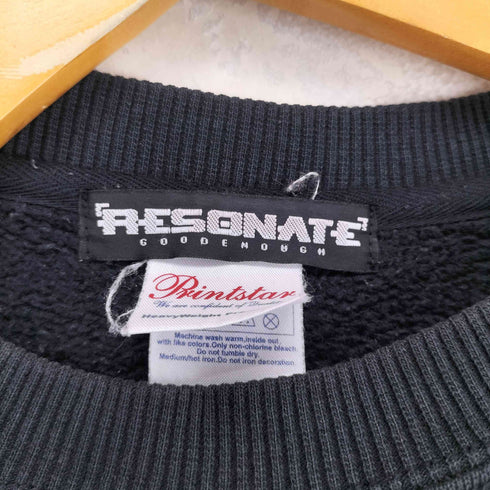 [RESONATE]
GOODENOUGH
Printstar
We are confident of
HeavyWeight
Machine wash warm,inside out
with like colors.Only non-chlorine bleach.
Do not tumble dry.
Medium/hot iron.Do not iron decoration.